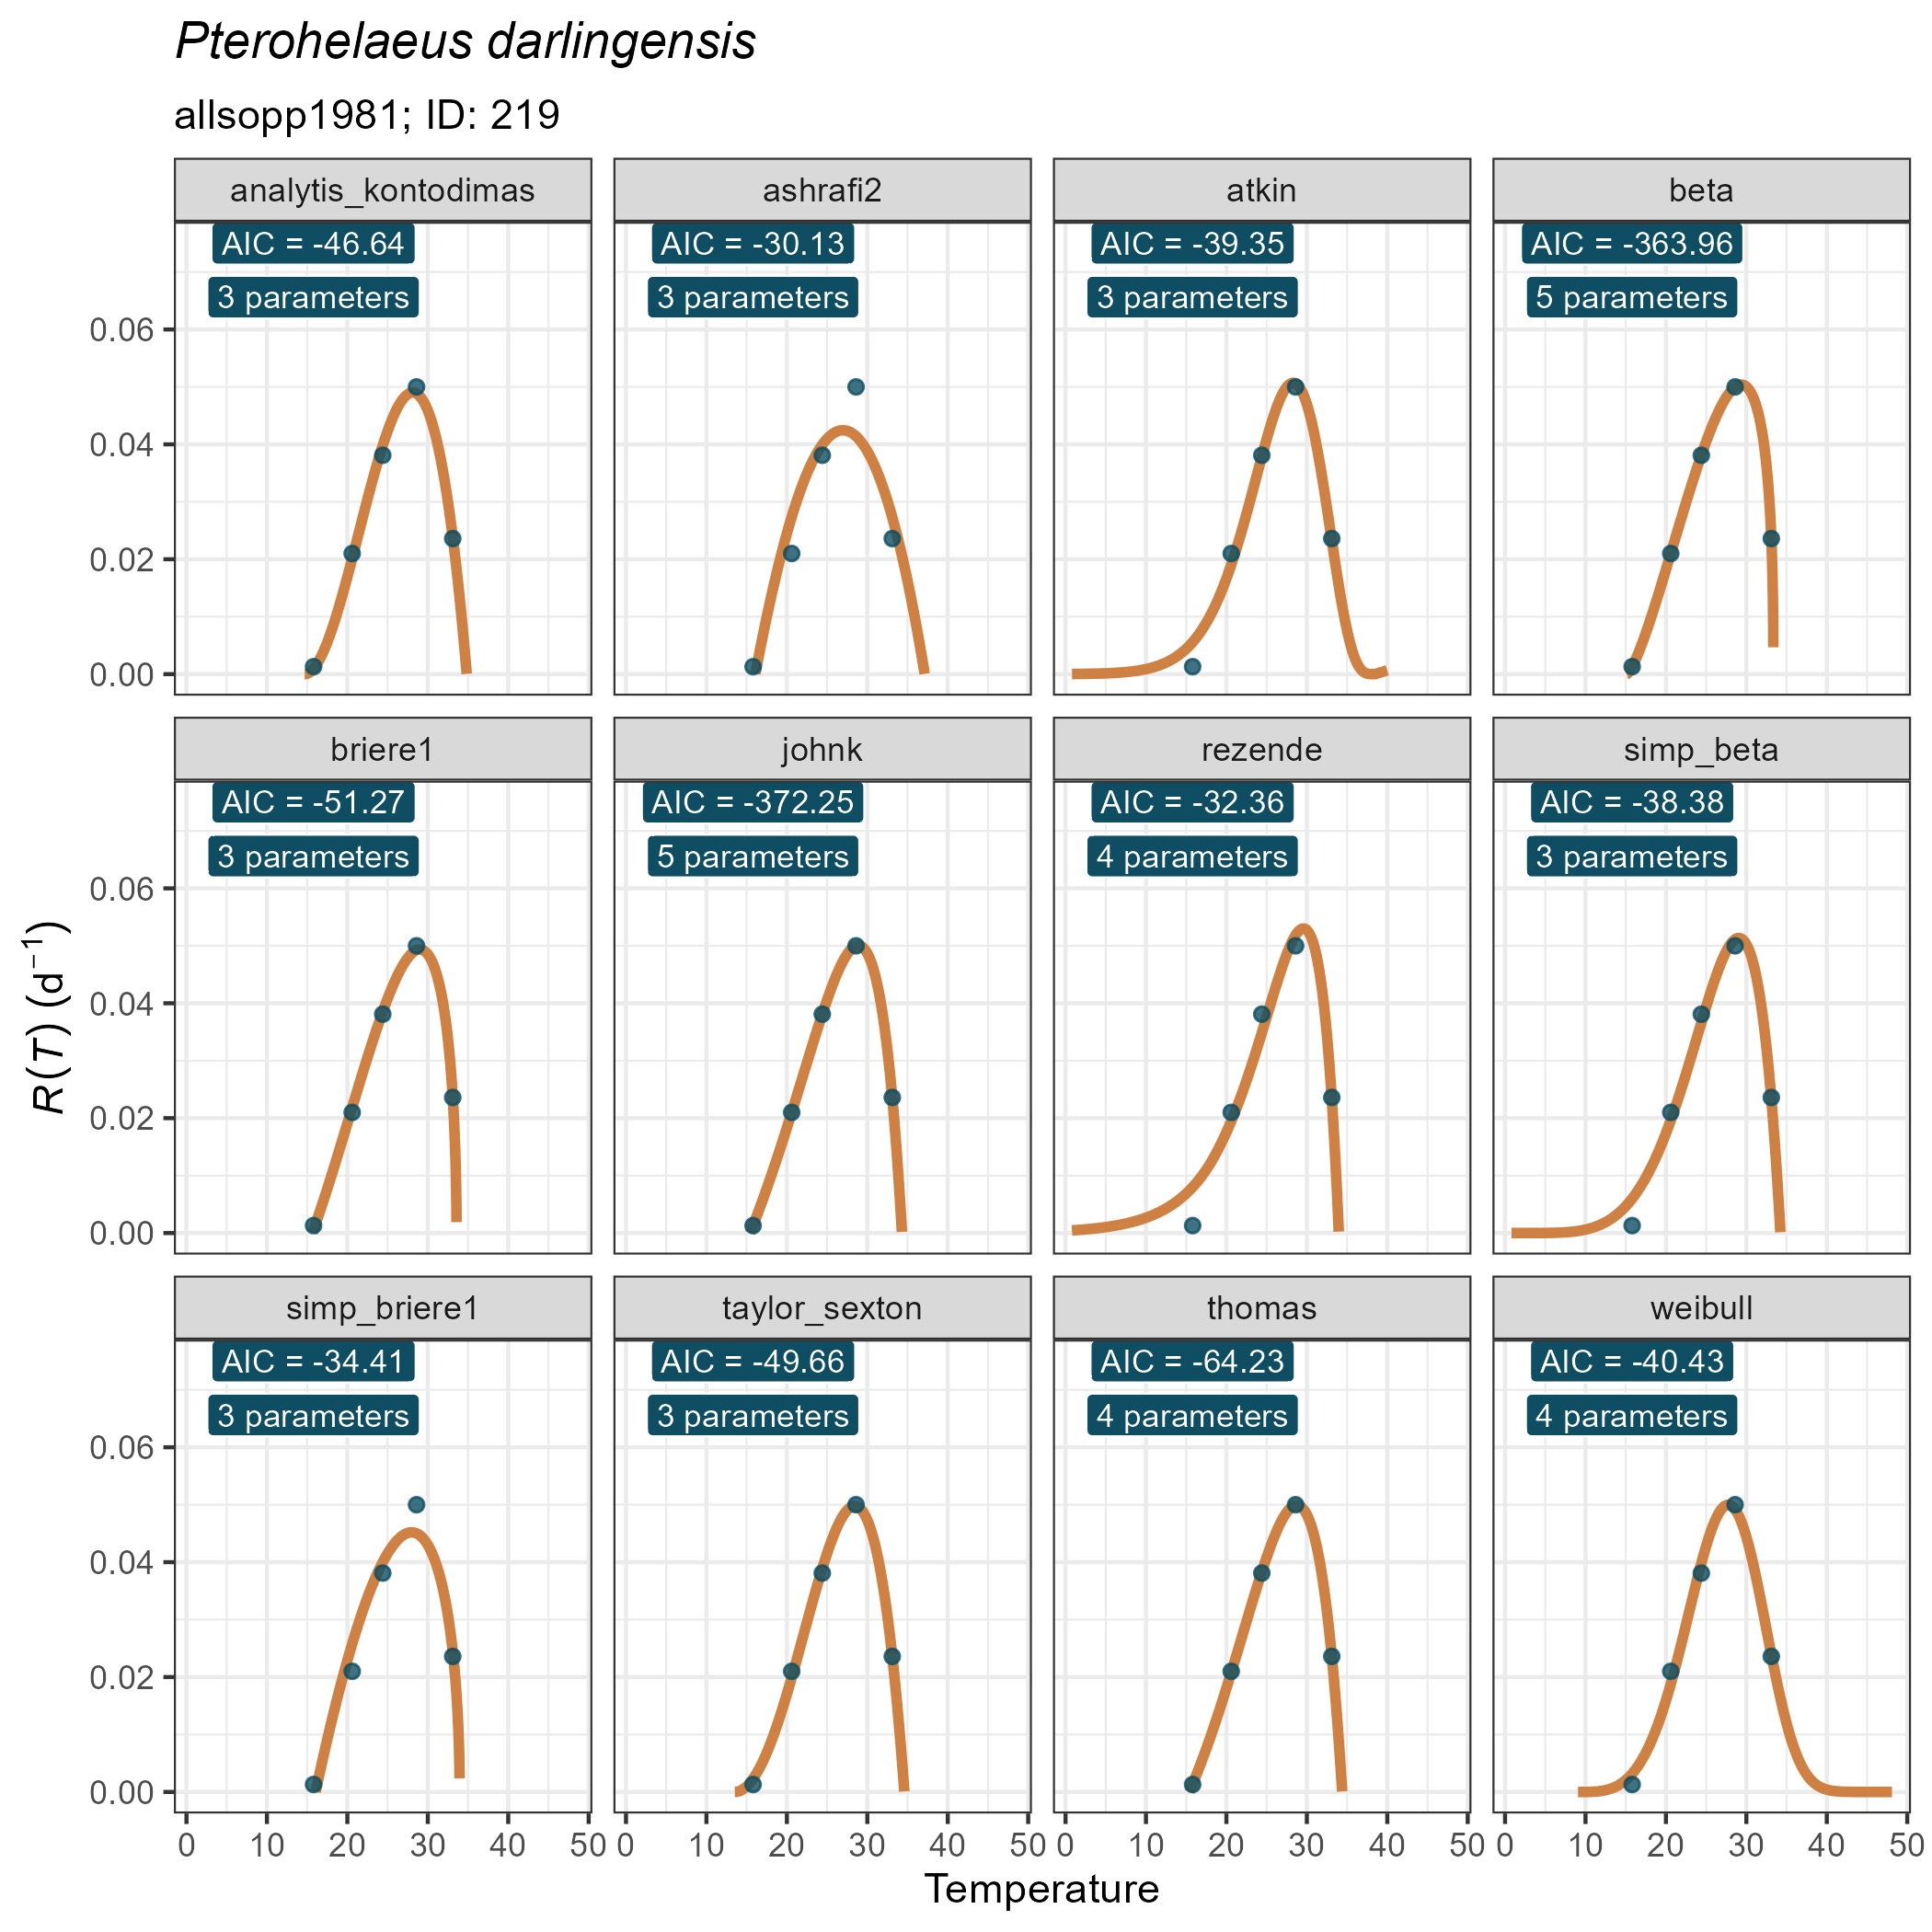 Pterohelaeus darlingensis
allsopp1981; ID: 219
analytis_kontodimas ashrafi2 atkin beta
AIC = -46.64 AIC = -30.13 AIC = -39.35 AIC = -363.96
3 parameters 3 parameters 3 parameters 5 parameters
0.06
0.04
0.02
0.00
briere1 johnk rezende simp_beta
AIC = -51.27 AIC = -372.25 AIC = -32.36 AIC = -38.38
3 parameters 5 parameters 4 parameters 3 parameters
0.06
0.04
0.02
0.00
R(T) (d⁻¹)
simp_briere1 taylor_sexton thomas weibull
AIC = -34.41 AIC = -49.66 AIC = -64.23 AIC = -40.43
3 parameters 3 parameters 4 parameters 4 parameters
0.06
0.04
0.02
0.00
0 10 20 30 40 50 0 10 20 30 40 50 0 10 20 30 40 50 0 10 20 30 40 50
Temperature